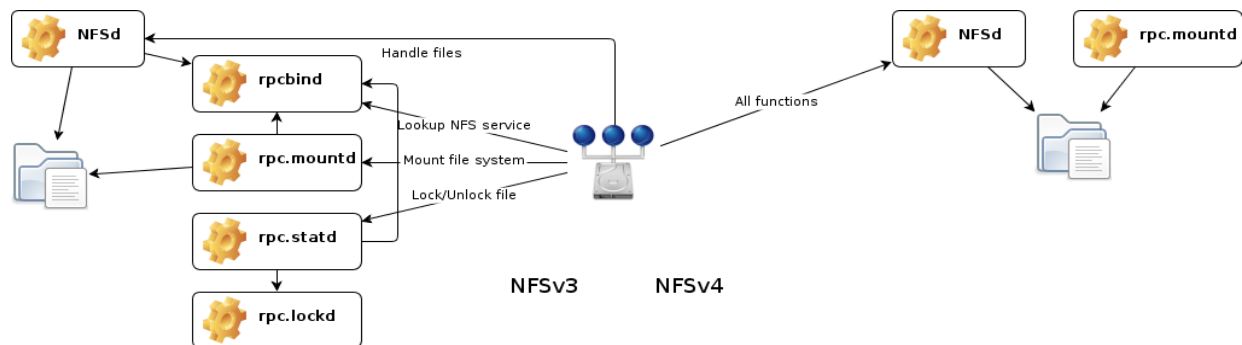 NFSd
Handle files
rpcbind
Lookup NFS service
rpc.mountd
Mount file system
Lock/Unlock file
rpc.statd
rpc.lockd
NFSv3
NFSv4
All functions
NFSd
rpc.mountd